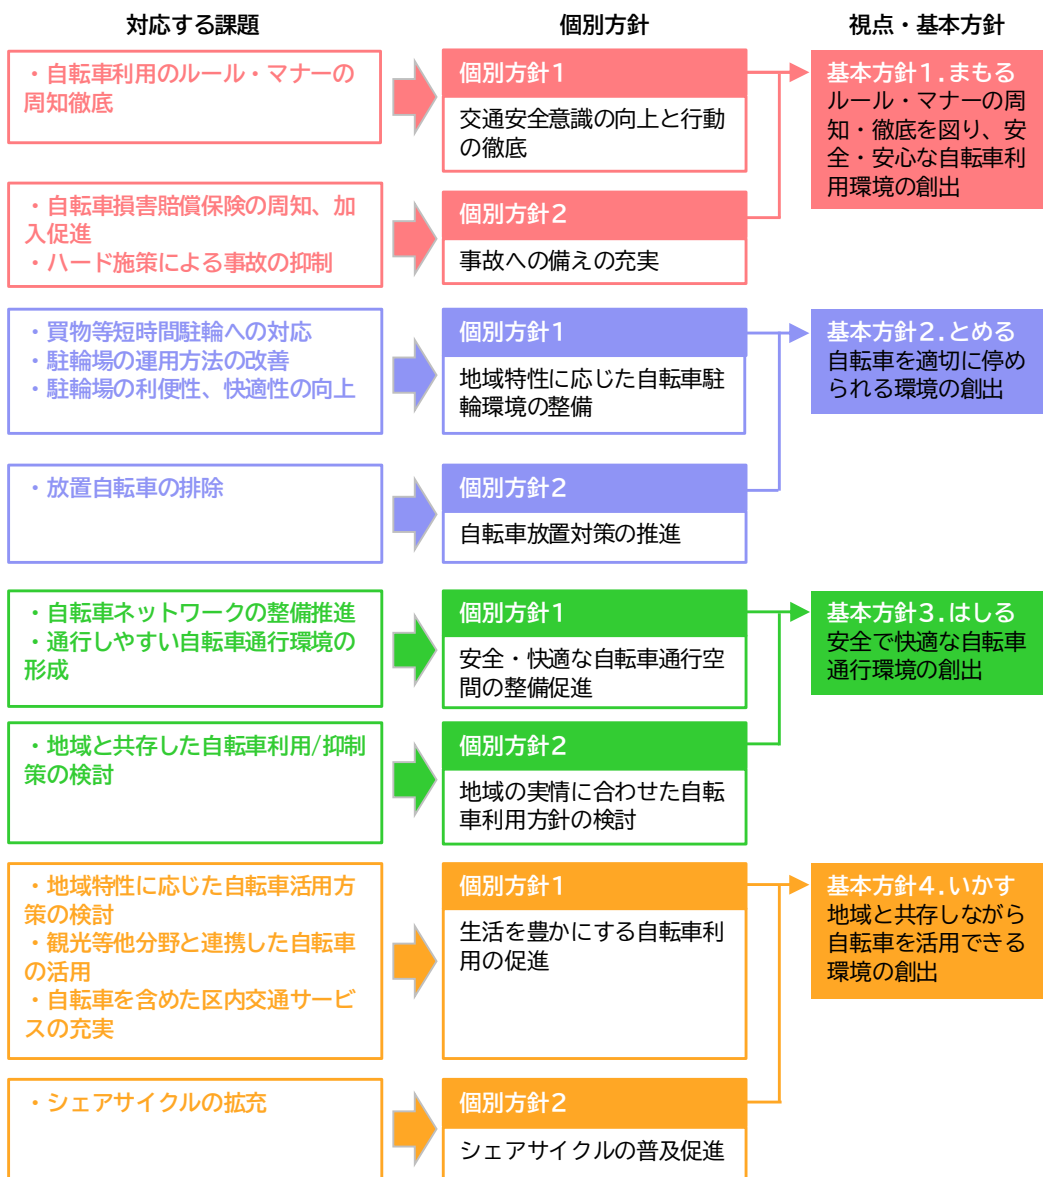 対応する課題
個別方針
視点・基本方針
・自転車利用のルール・マナーの
周知徹底
個別方針1
交通安全意識の向上と行動
の徹底
基本方針1.まもる
ルール・マナーの周
知・徹底を図り、安
全・安心な自転車利
用環境の創出
・自転車損害賠償保険の周知、加
入促進
・ハード施策による事故の抑制
個別方針2
事故への備えの充実
・買物等短時間駐輪への対応
・駐輪場の運用方法の改善
・駐輪場の利便性、快適性の向上
個別方針1
地域特性に応じた自転車駐
輪環境の整備
基本方針2.とめる
自転車を適切に停め
られる環境の創出
・放置自転車の排除
個別方針2
自転車放置対策の推進
・自転車ネットワークの整備推進
・通行しやすい自転車通行環境の
形成
個別方針1
安全・快適な自転車通行空
間の整備促進
基本方針3.はしる
安全で快適な自転車
通行環境の創出
・地域と共存した自転車利用/抑制
策の検討
個別方針2
地域の実情に合わせた自転
車利用方針の検討
・地域特性に応じた自転車活用方
策の検討
・観光等他分野と連携した自転車
の活用
・自転車を含めた区内交通サービ
スの充実
個別方針1
生活を豊かにする自転車利
用の促進
基本方針4.いかす
地域と共存しながら
自転車を活用できる
環境の創出
・シェアサイクルの拡充
個別方針2
シェアサイクルの普及促進